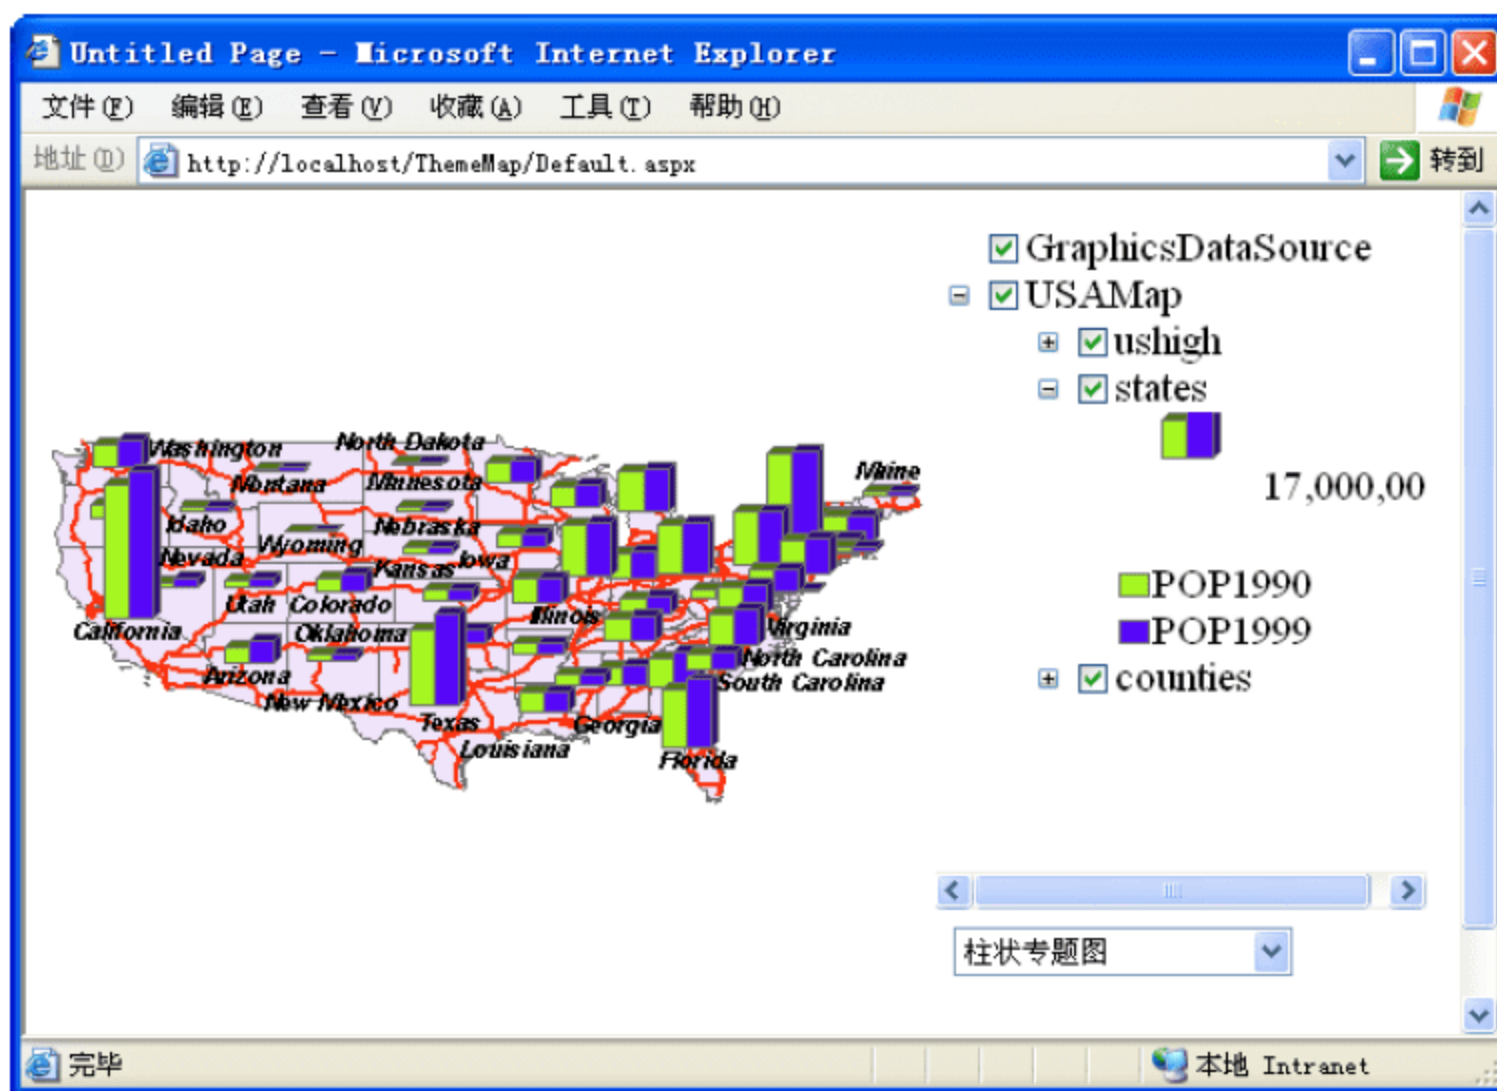 Untitled Page - Microsoft Internet Explorer
文件(F) 编辑(E) 查看(V) 收藏(A) 工具(T) 帮助(H)
地址(D) http://localhost/ThemeMap/Default.aspx 转到
GraphicsDataSource
USAMap
ushigh
states
17,000,00
POP1990
POP1999
counties
Washington
North Dakota
Montana
Minnesota
Maine
Idaho
Nebraska
Wyoming
Nevada
Iowa
Kansas
Utah
Colorado
Illinois
California
Oklahoma
Virginia
North Carolina
Arizona
South Carolina
New Mexico
Texas
Georgia
Louisiana
Florida
柱状专题图
完毕
本地 Intranet